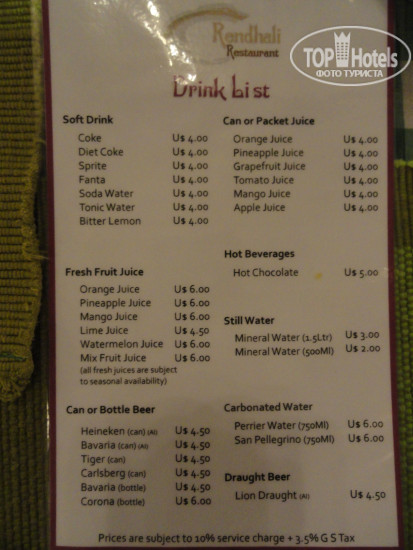 Rendhali
Restaurant
TOP Hotels
ФОТО ТУРИСТА
Drink List
Soft Drink
Coke U$ 4.00
Diet Coke U$ 4.00
Sprite U$ 4.00
Fanta U$ 4.00
Soda Water U$ 4.00
Tonic Water U$ 4.00
Bitter Lemon U$ 4.00
Can or Packet Juice
Orange Juice U$ 4.00
Pineapple Juice U$ 4.00
Grapefruit Juice U$ 4.00
Tomato Juice U$ 4.00
Mango Juice U$ 4.00
Apple Juice U$ 4.00
Hot Beverages
Hot Chocolate U$ 5.00
Fresh Fruit Juice
Orange Juice U$ 6.00
Pineapple Juice U$ 6.00
Mango Juice U$ 6.00
Lime Juice U$ 4.50
Watermelon Juice U$ 6.00
Mix Fruit Juice U$ 6.00
(all fresh juices are subject
to seasonal availability)
Still Water
Mineral Water (1.5Ltr) U$ 3.00
Mineral Water (500Ml) U$ 2.00
Can or Bottle Beer
Heineken (can) (AI) U$ 4.50
Bavaria (can) (AI) U$ 4.50
Tiger (can) U$ 4.50
Carlsberg (can) U$ 4.50
Bavaria (bottle) U$ 4.50
Corona (bottle) U$ 6.00
Carbonated Water
Perrier Water (750Ml) U$ 6.00
San Pellegrino (750Ml) U$ 6.00
Draught Beer
Lion Draught (AI) U$ 4.50
Prices are subject to 10% service charge + 3.5% G S Tax